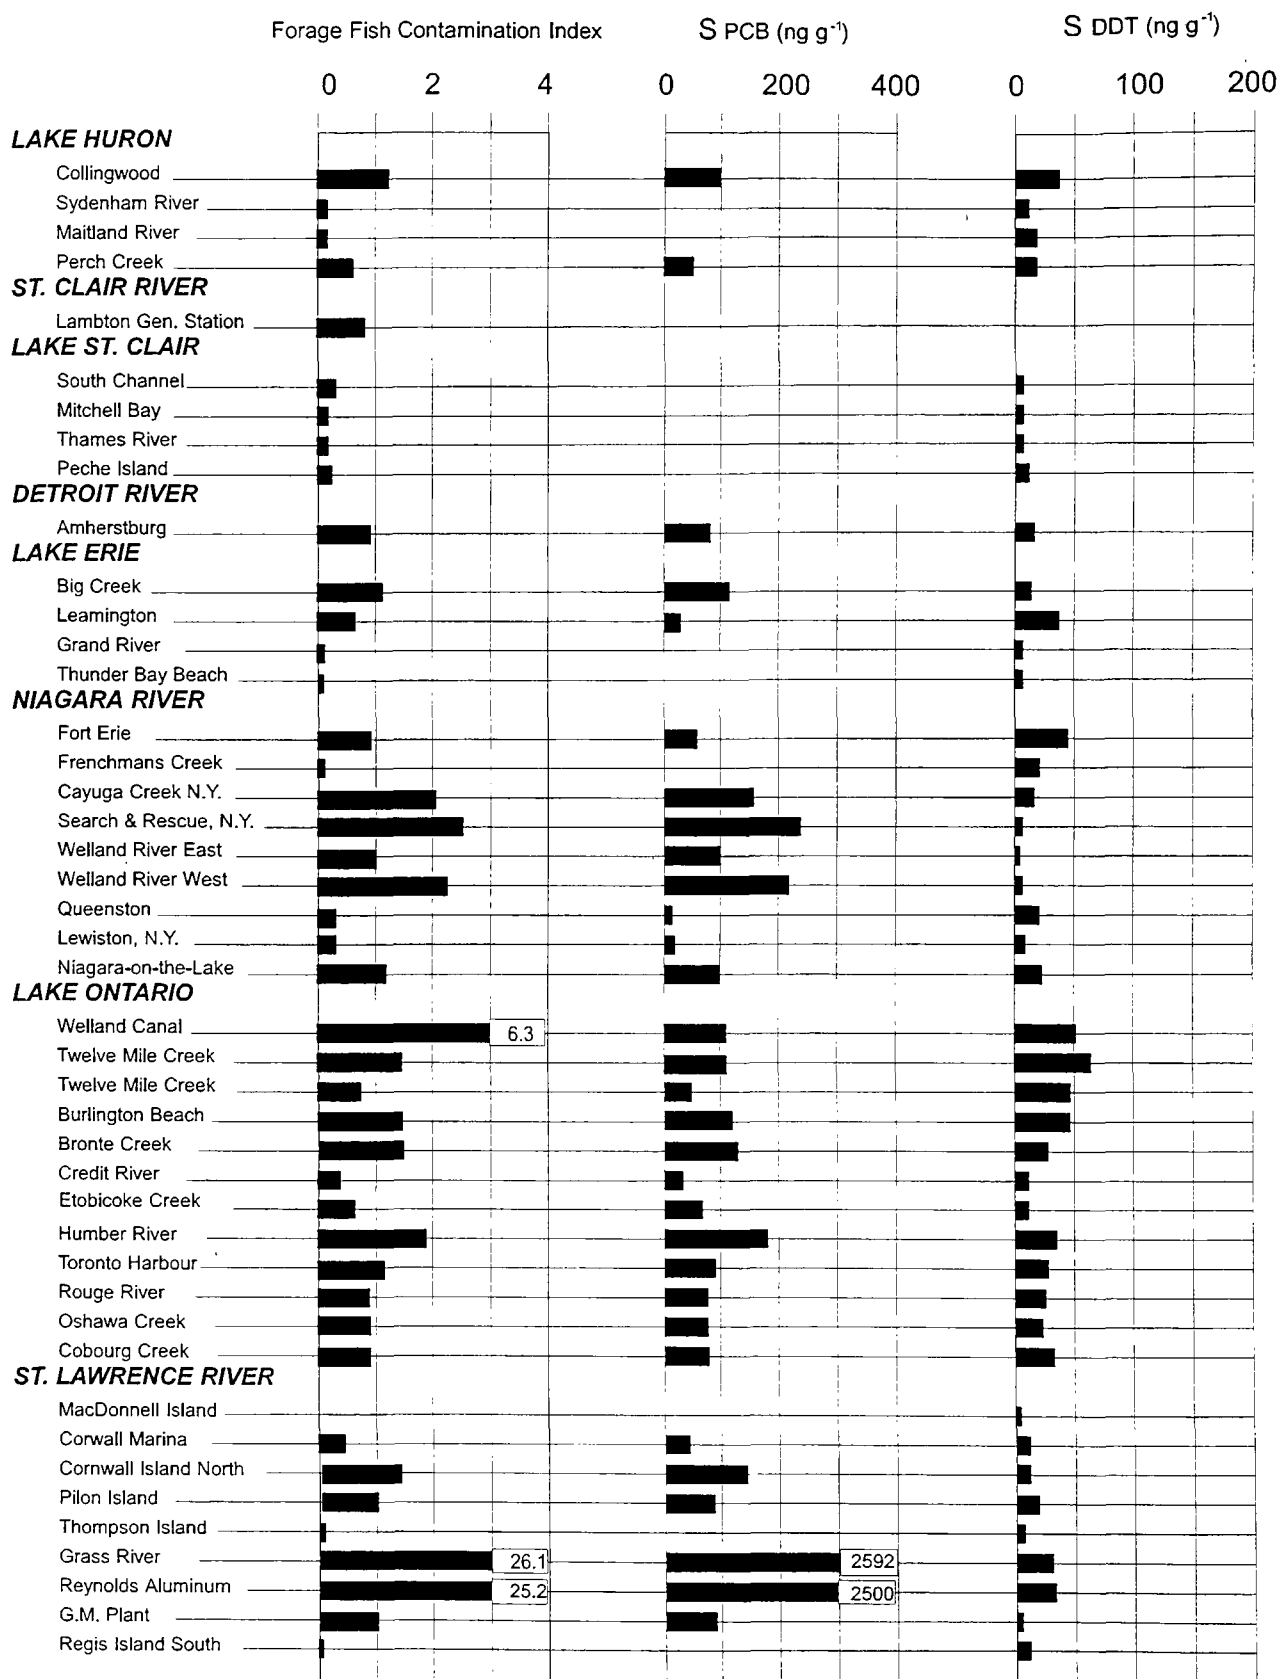 Forage Fish Contamination Index S PCB (ng g-1) S DDT (ng g-1)
0 2 4 0 200 400 0 100 200
LAKE HURON
Collingwood
Sydenham River
Maitland River
Perch Creek
ST. CLAIR RIVER
Lambton Gen. Station
LAKE ST. CLAIR
South Channel
Mitchell Bay
Thames River
Peche Island
DETROIT RIVER
Amherstburg
LAKE ERIE
Big Creek
Leamington
Grand River
Thunder Bay Beach
NIAGARA RIVER
Fort Erie
Frenchmans Creek
Cayuga Creek N.Y.
Search & Rescue, N.Y.
Welland River East
Welland River West
Queenston
Lewiston, N.Y.
Niagara-on-the-Lake
LAKE ONTARIO
Welland Canal 6.3
Twelve Mile Creek
Twelve Mile Creek
Burlington Beach
Bronte Creek
Credit River
Etobicoke Creek
Humber River
Toronto Harbour
Rouge River
Oshawa Creek
Cobourg Creek
ST. LAWRENCE RIVER
MacDonnell Island
Corwall Marina
Cornwall Island North
Pilon Island
Thompson Island
Grass River 26.1 2592
Reynolds Aluminum 25.2 2500
G.M. Plant
Regis Island South